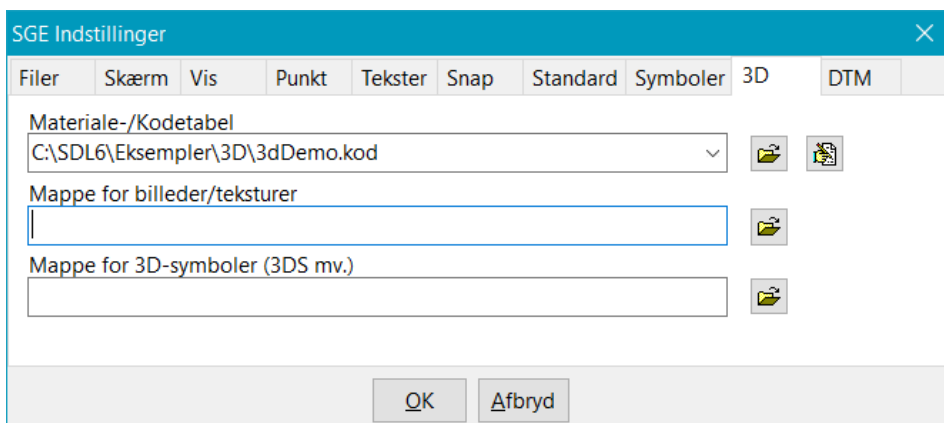 SGE Indstillinger
Filer Skærm Vis Punkt Tekster Snap Standard Symboler 3D DTM
Materiale-/Kodetabel
C:\SDL6\Eksempler\3D\3dDemo.kod
Mappe for billeder/teksturer
Mappe for 3D-symboler (3DS mv.)
OK Afbryd